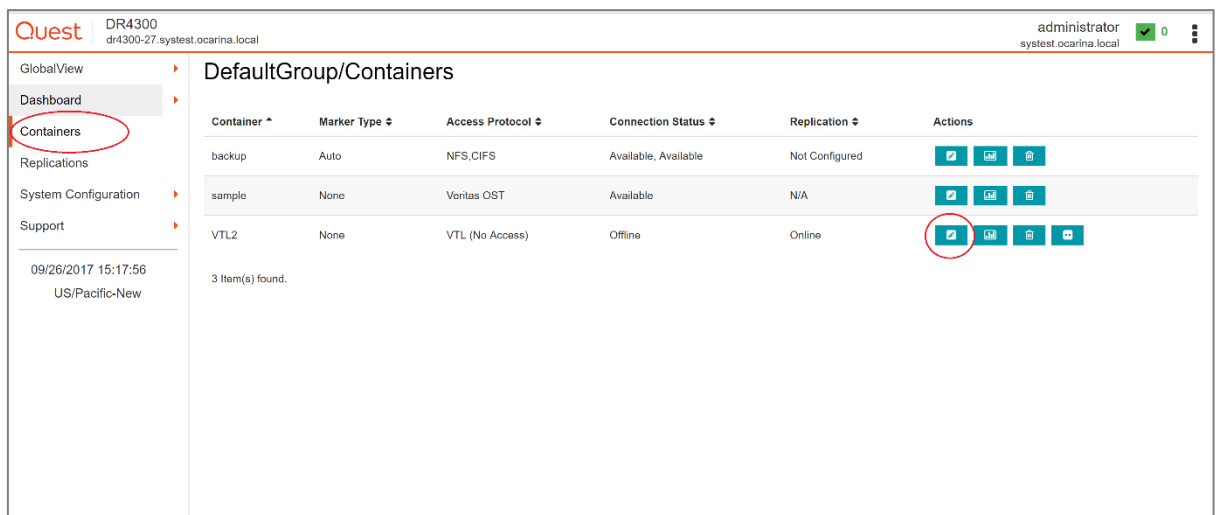 Quest
DR4300
dr4300-27.systest.ocarina.local
administrator
systest.ocarina.local
0
GlobalView
Dashboard
Containers
Replications
System Configuration
Support
09/26/2017 15:17:56
US/Pacific-New
DefaultGroup/Containers
Container Marker Type Access Protocol Connection Status Replication Actions
backup Auto NFS,CIFS Available, Available Not Configured
sample None Veritas OST Available N/A
VTL2 None VTL (No Access) Offline Online
3 Item(s) found.